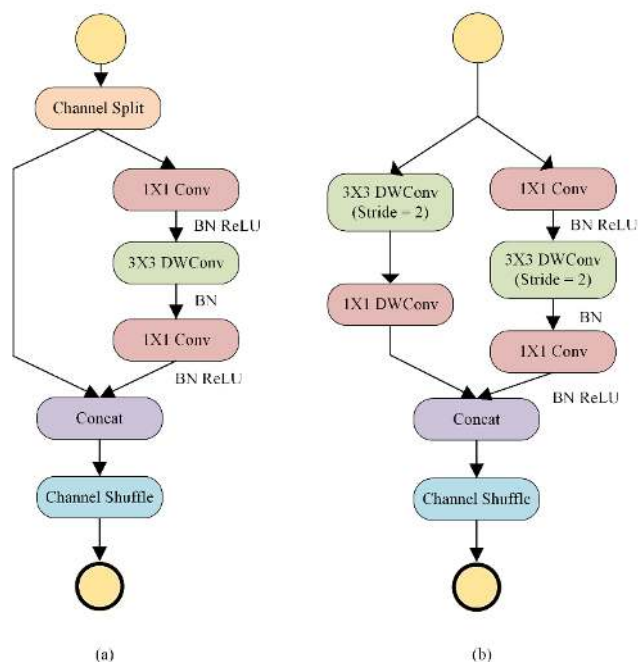 Channel Split
1X1 Conv
BN ReLU
3X3 DWConv
BN
1X1 Conv
BN ReLU
Concat
Channel Shuffle
(a)
3X3 DWConv
(Stride = 2)
1X1 DWConv
1X1 Conv
BN ReLU
3X3 DWConv
(Stride = 2)
BN
1X1 Conv
BN ReLU
Concat
Channel Shuffle
(b)